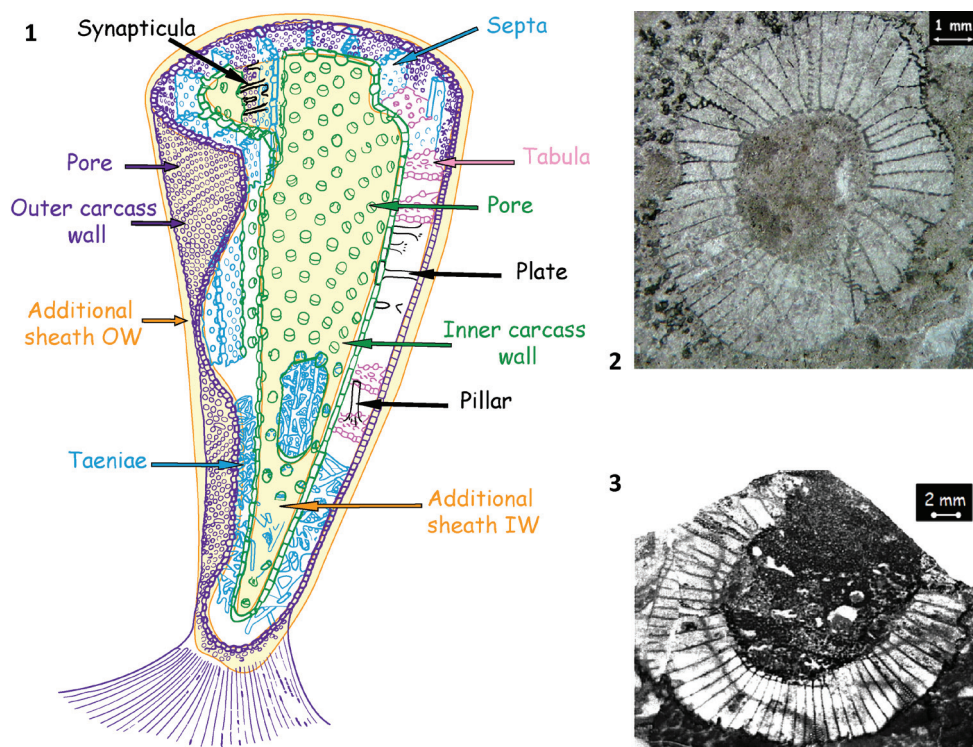 1
Synapticula
Septa
Pore
Outer carcass
wall
Tabula
Pore
Plate
Additional
sheath OW
Inner carcass
wall
Pillar
Taeniae
Additional
sheath IW
2
1 mm
3
2 mm